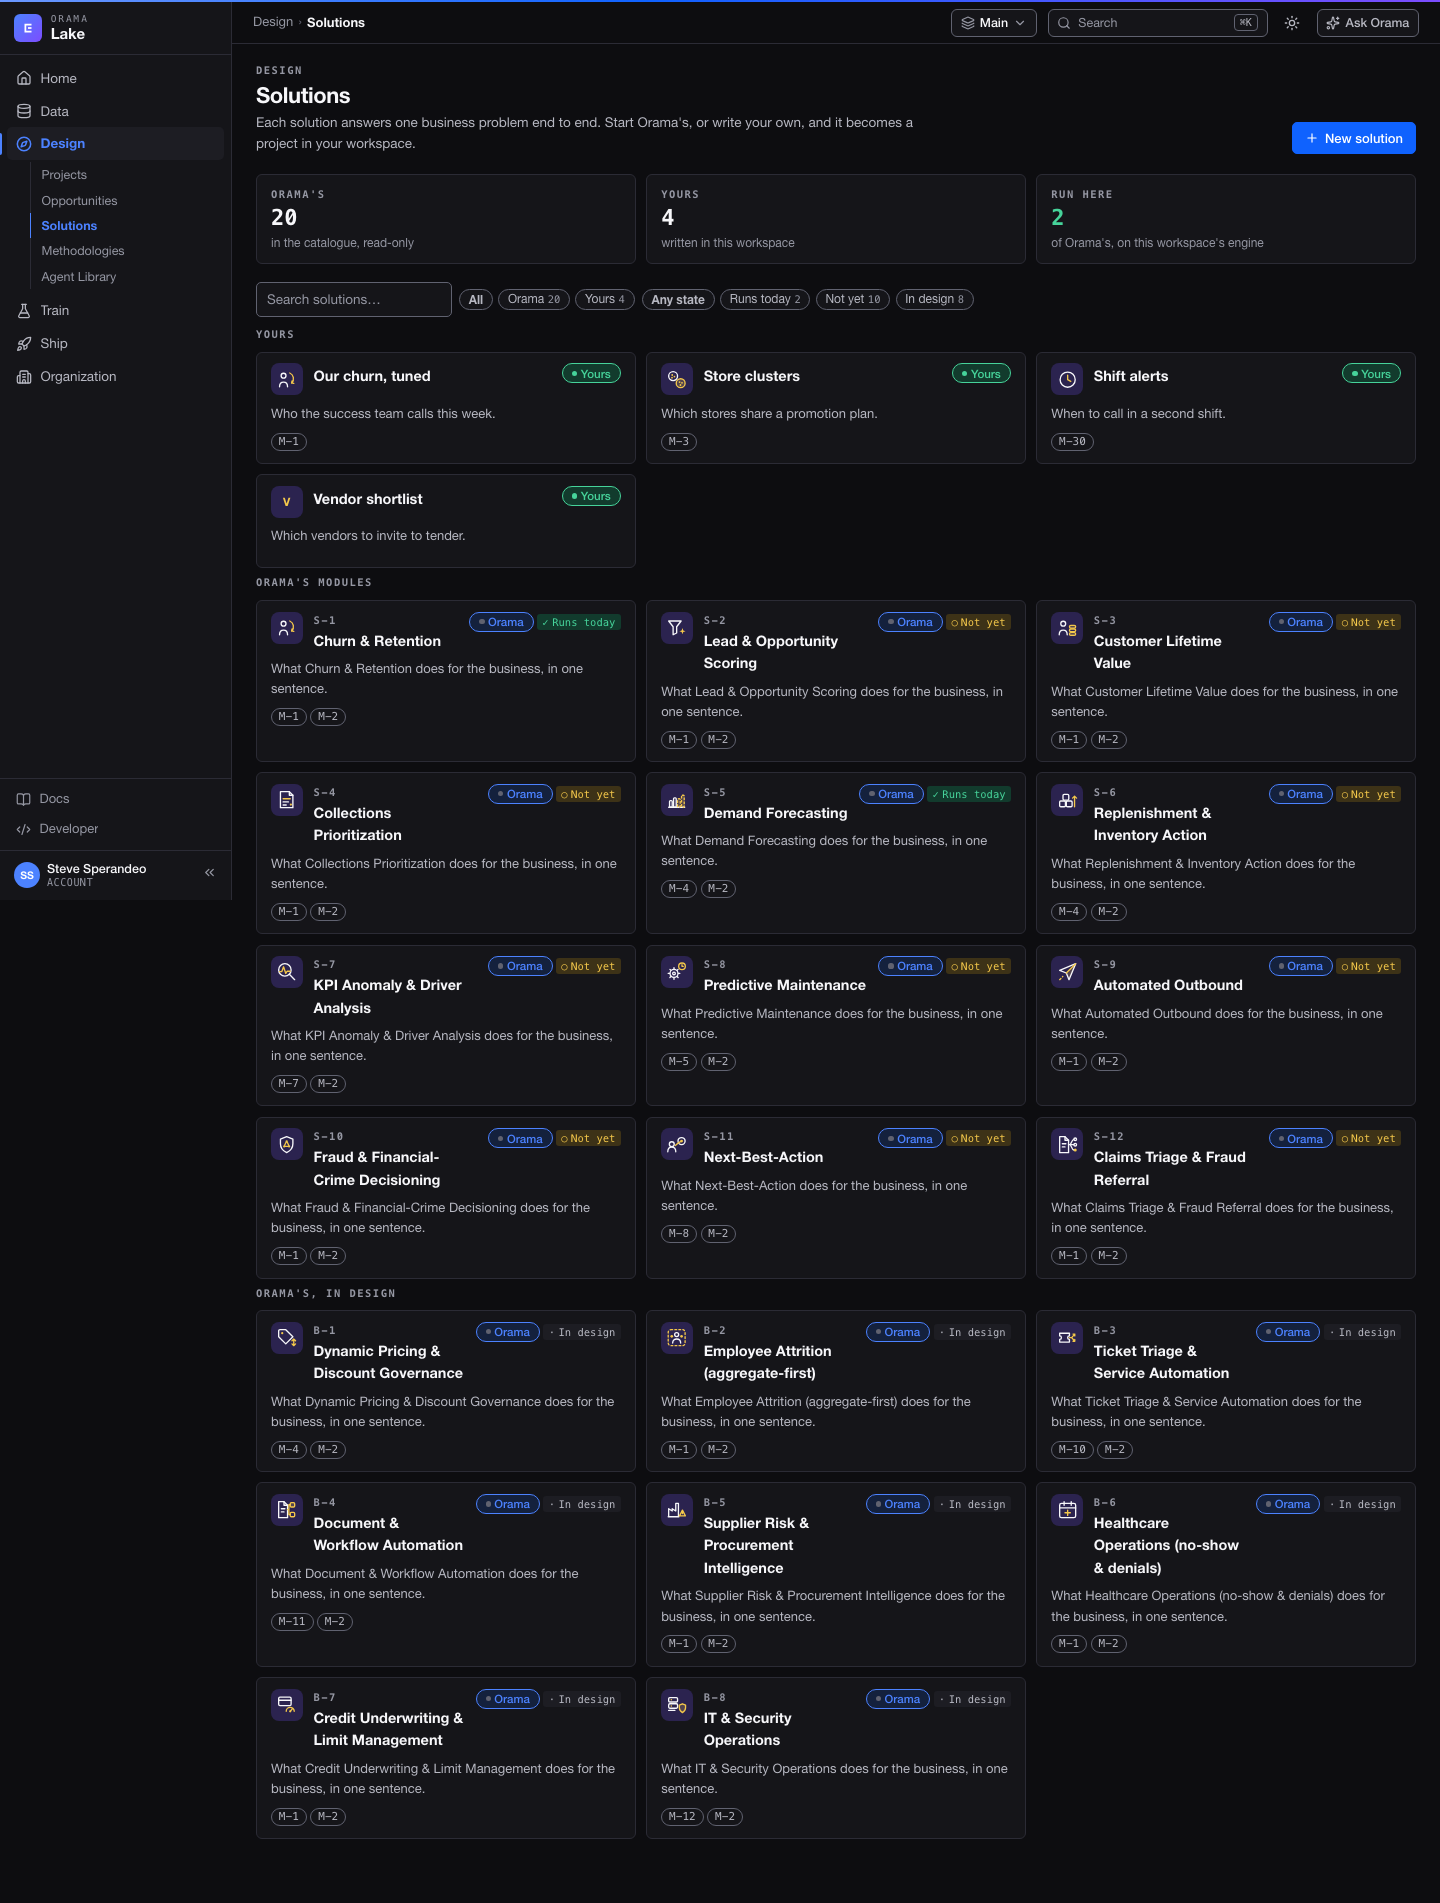 ORAMA
Lake
Design › Solutions
Main
Search
⌘K
Ask Orama
Home
Data
Design
Projects
Opportunities
Solutions
Methodologies
Agent Library
Train
Ship
Organization
Docs
Developer
SS
Steve Sperandeo
ACCOUNT
DESIGN
Solutions
Each solution answers one business problem end to end. Start Orama's, or write your own, and it becomes a
project in your workspace.
+ New solution
ORAMA'S
20
in the catalogue, read-only
YOURS
4
written in this workspace
RUN HERE
2
of Orama's, on this workspace's engine
Search solutions…
All
Orama 20
Yours 4
Any state
Runs today 2
Not yet 10
In design 8
YOURS
Our churn, tuned
Yours
Who the success team calls this week.
M-1
Store clusters
Yours
Which stores share a promotion plan.
M-3
Shift alerts
Yours
When to call in a second shift.
M-30
V
Vendor shortlist
Yours
Which vendors to invite to tender.
ORAMA'S MODULES
S-1
Orama
✓ Runs today
Churn & Retention
What Churn & Retention does for the business, in one
sentence.
M-1 M-2
S-2
Orama
○ Not yet
Lead & Opportunity
Scoring
What Lead & Opportunity Scoring does for the business, in
one sentence.
M-1 M-2
S-3
Orama
○ Not yet
Customer Lifetime
Value
What Customer Lifetime Value does for the business, in one
sentence.
M-1 M-2
S-4
Orama
○ Not yet
Collections
Prioritization
What Collections Prioritization does for the business, in one
sentence.
M-1 M-2
S-5
Orama
✓ Runs today
Demand Forecasting
What Demand Forecasting does for the business, in one
sentence.
M-4 M-2
S-6
Orama
○ Not yet
Replenishment &
Inventory Action
What Replenishment & Inventory Action does for the
business, in one sentence.
M-4 M-2
S-7
Orama
○ Not yet
KPI Anomaly & Driver
Analysis
What KPI Anomaly & Driver Analysis does for the business,
in one sentence.
M-7 M-2
S-8
Orama
○ Not yet
Predictive Maintenance
What Predictive Maintenance does for the business, in one
sentence.
M-5 M-2
S-9
Orama
○ Not yet
Automated Outbound
What Automated Outbound does for the business, in one
sentence.
M-1 M-2
S-10
Orama
○ Not yet
Fraud & Financial-
Crime Decisioning
What Fraud & Financial-Crime Decisioning does for the
business, in one sentence.
M-1 M-2
S-11
Orama
○ Not yet
Next-Best-Action
What Next-Best-Action does for the business, in one
sentence.
M-8 M-2
S-12
Orama
○ Not yet
Claims Triage & Fraud
Referral
What Claims Triage & Fraud Referral does for the business,
in one sentence.
M-1 M-2
ORAMA'S, IN DESIGN
B-1
Orama
· In design
Dynamic Pricing &
Discount Governance
What Dynamic Pricing & Discount Governance does for the
business, in one sentence.
M-4 M-2
B-2
Orama
· In design
Employee Attrition
(aggregate-first)
What Employee Attrition (aggregate-first) does for the
business, in one sentence.
M-1 M-2
B-3
Orama
· In design
Ticket Triage &
Service Automation
What Ticket Triage & Service Automation does for the
business, in one sentence.
M-10 M-2
B-4
Orama
· In design
Document &
Workflow Automation
What Document & Workflow Automation does for the
business, in one sentence.
M-11 M-2
B-5
Orama
· In design
Supplier Risk &
Procurement
Intelligence
What Supplier Risk & Procurement Intelligence does for the
business, in one sentence.
M-1 M-2
B-6
Orama
· In design
Healthcare
Operations (no-show
& denials)
What Healthcare Operations (no-show & denials) does for
the business, in one sentence.
M-1 M-2
B-7
Orama
· In design
Credit Underwriting &
Limit Management
What Credit Underwriting & Limit Management does for the
business, in one sentence.
M-1 M-2
B-8
Orama
· In design
IT & Security
Operations
What IT & Security Operations does for the business, in one
sentence.
M-12 M-2